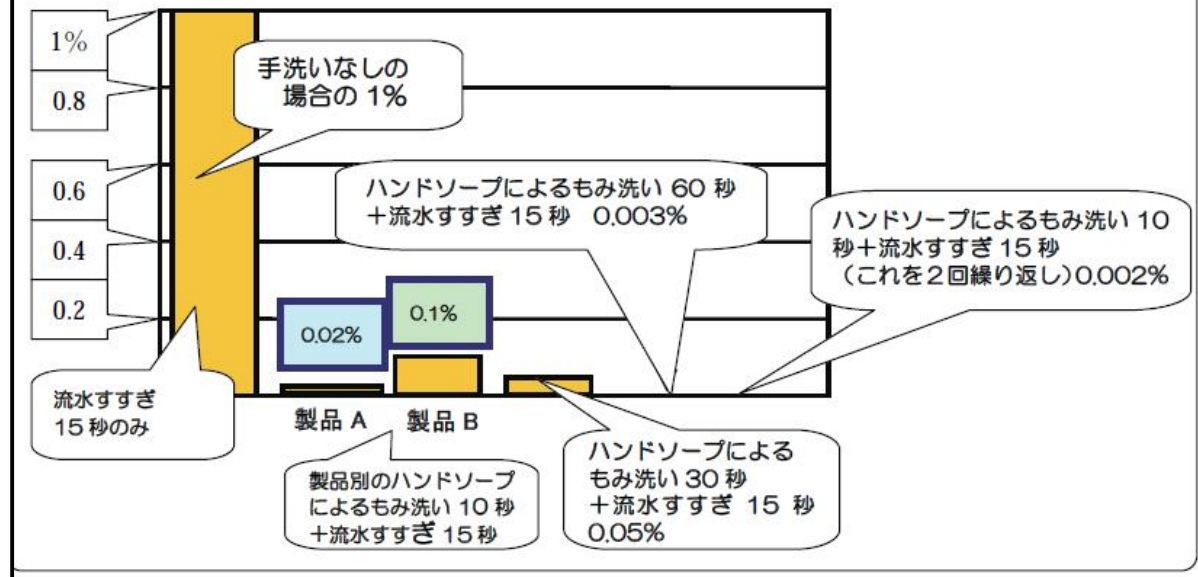 1%
0.8
0.6
0.4
0.2
手洗いなしの
場合の 1%
ハンドソープによるもみ洗い 60 秒
＋流水すすぎ 15 秒 0.003%
ハンドソープによるもみ洗い 10
秒＋流水すすぎ 15 秒
（これを２回繰り返し）0.002%
0.02%
0.1%
流水すすぎ
15 秒のみ
製品 A 製品 B
製品別のハンドソープ
によるもみ洗い 10 秒
＋流水すすぎ 15 秒
ハンドソープによる
もみ洗い 30 秒
＋流水すすぎ 15 秒
0.05%